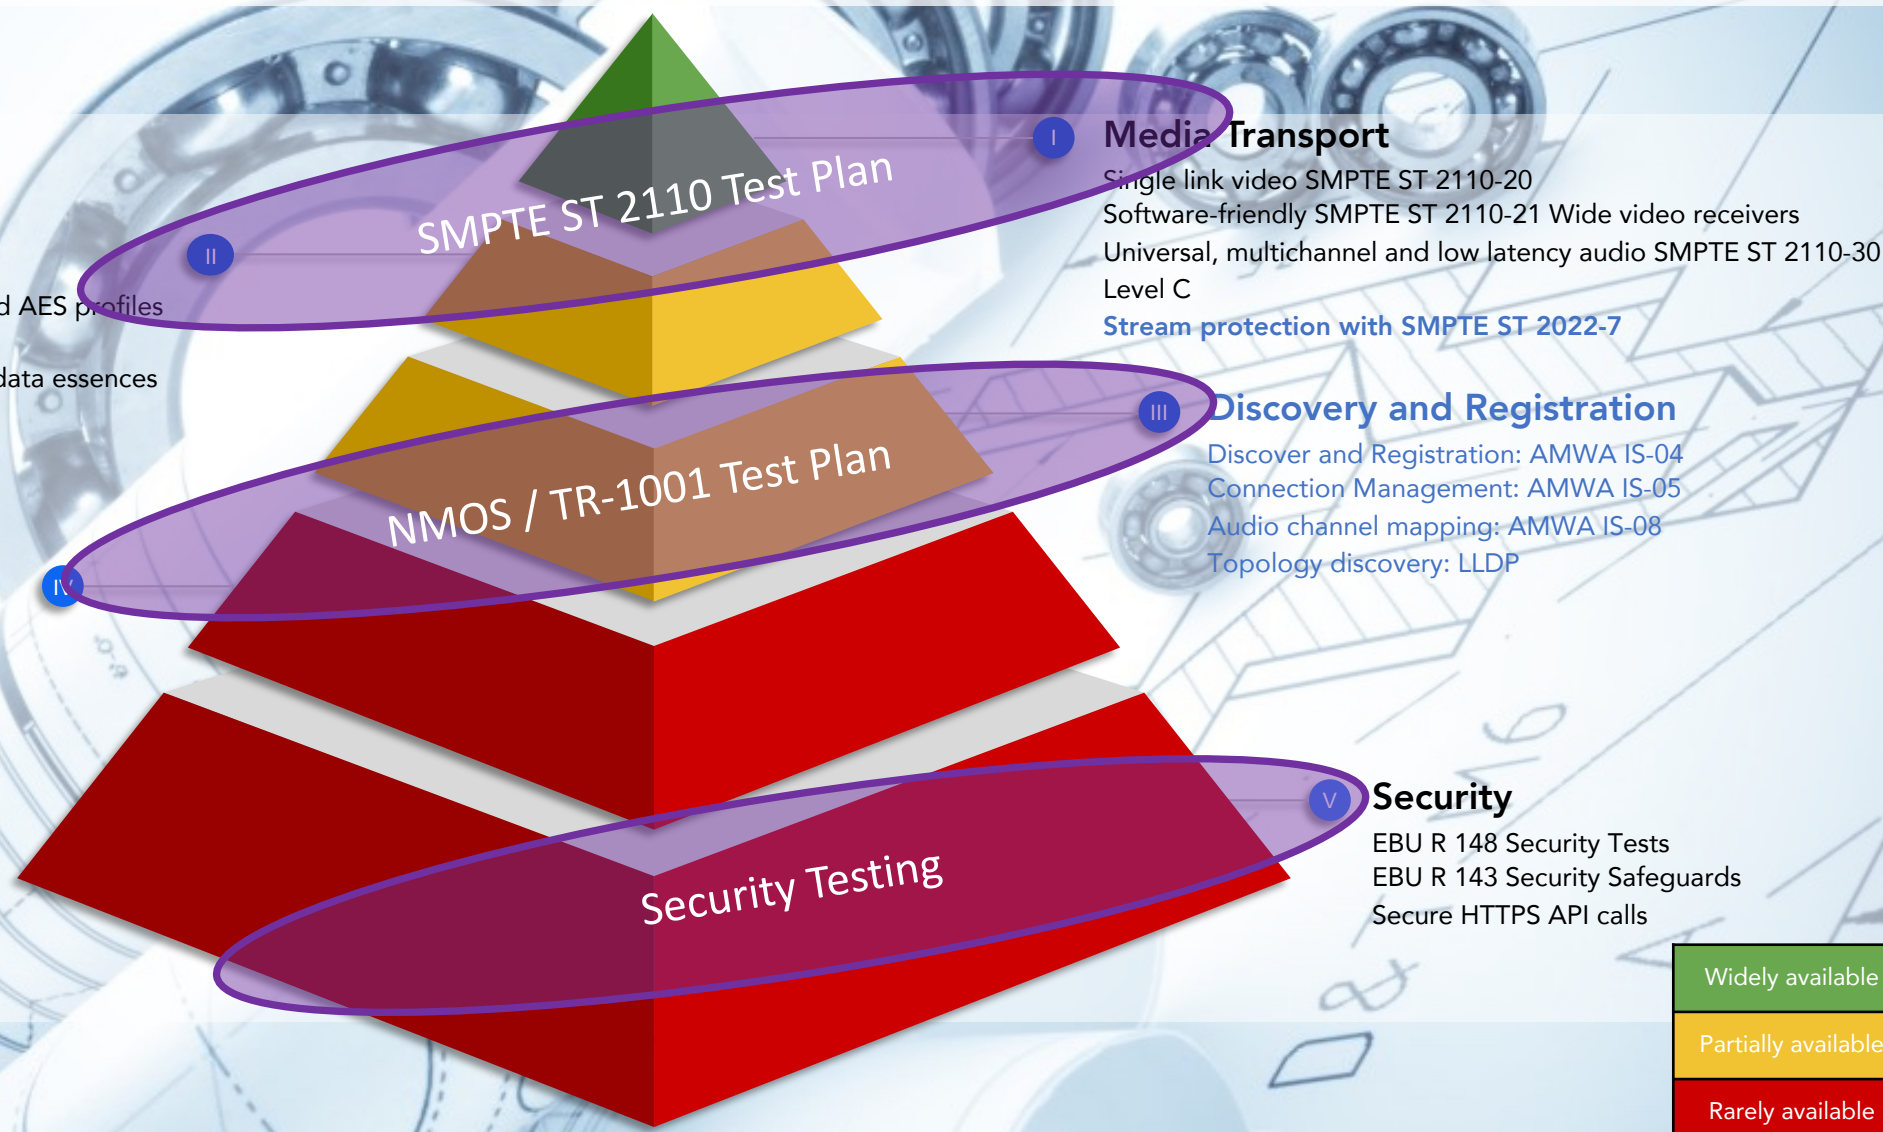 I
Media Transport
Single link video SMPTE ST 2110-20
Software-friendly SMPTE ST 2110-21 Wide video receivers
Universal, multichannel and low latency audio SMPTE ST 2110-30
Level C
Stream protection with SMPTE ST 2022-7
SMPTE ST 2110 Test Plan
II
AES profiles
data essences
III
Discovery and Registration
Discover and Registration: AMWA IS-04
Connection Management: AMWA IS-05
Audio channel mapping: AMWA IS-08
Topology discovery: LLDP
NMOS / TR-1001 Test Plan
IV
V
Security
EBU R 148 Security Tests
EBU R 143 Security Safeguards
Secure HTTPS API calls
Security Testing
Widely available
Partially available
Rarely available